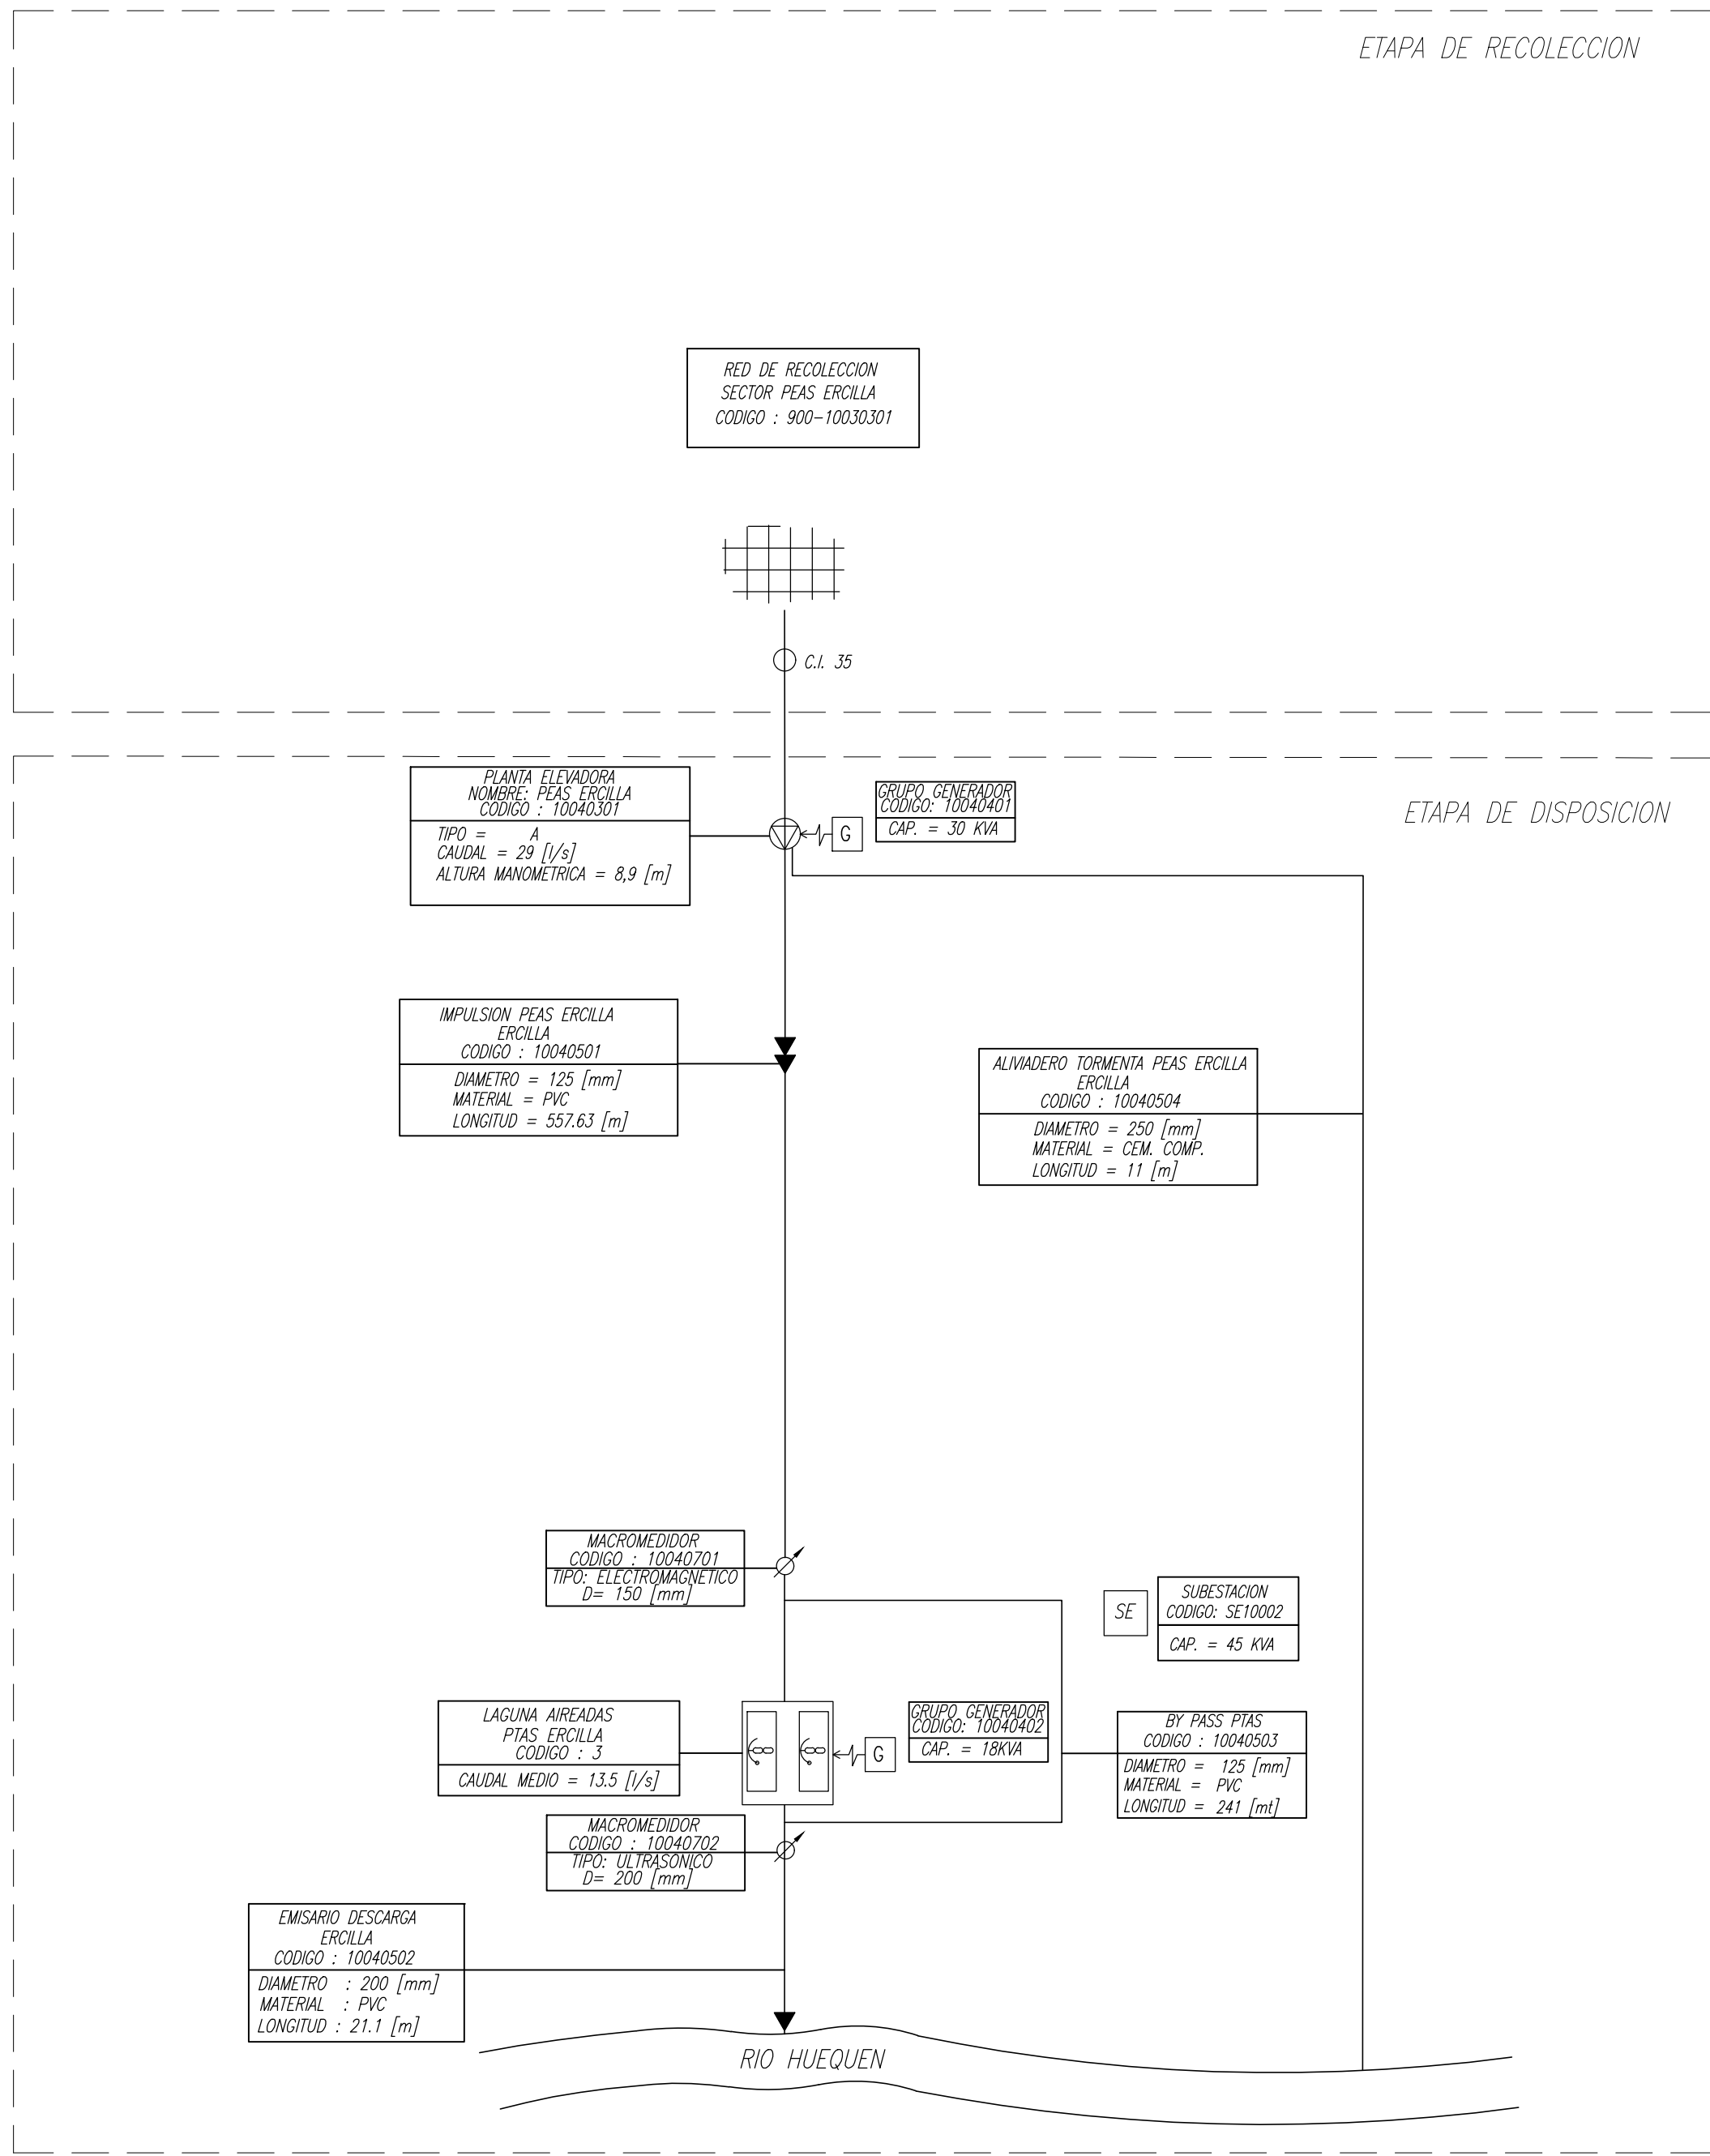 ETAPA DE RECOLECCION
RED DE RECOLECCION
SECTOR PEAS ERCILLA
CODIGO : 900-10030301
C.I. 35
PLANTA ELEVADORA
NOMBRE: PEAS ERCILLA
CODIGO : 10040301
TIPO = A
CAUDAL = 29 [l/s]
ALTURA MANOMETRICA = 8,9 [m]
G
GRUPO GENERADOR
CODIGO: 10040401
CAP. = 30 KVA
ETAPA DE DISPOSICION
IMPULSION PEAS ERCILLA
ERCILLA
CODIGO : 10040501
DIAMETRO = 125 [mm]
MATERIAL = PVC
LONGITUD = 557.63 [m]
ALIVIADERO TORMENTA PEAS ERCILLA
ERCILLA
CODIGO : 10040504
DIAMETRO = 250 [mm]
MATERIAL = CEM. COMP.
LONGITUD = 11 [m]
MACROMEDIDOR
CODIGO : 10040701
TIPO: ELECTROMAGNETICO
D= 150 [mm]
SE
SUBESTACION
CODIGO: SE10002
CAP. = 45 KVA
LAGUNA AIREADAS
PTAS ERCILLA
CODIGO : 3
CAUDAL MEDIO = 13.5 [l/s]
G
GRUPO GENERADOR
CODIGO: 10040402
CAP. = 18KVA
BY PASS PTAS
CODIGO : 10040503
DIAMETRO = 125 [mm]
MATERIAL = PVC
LONGITUD = 241 [mt]
MACROMEDIDOR
CODIGO : 10040702
TIPO: ULTRASONICO
D= 200 [mm]
EMISARIO DESCARGA
ERCILLA
CODIGO : 10040502
DIAMETRO : 200 [mm]
MATERIAL : PVC
LONGITUD : 21.1 [m]
RIO HUEQUEN